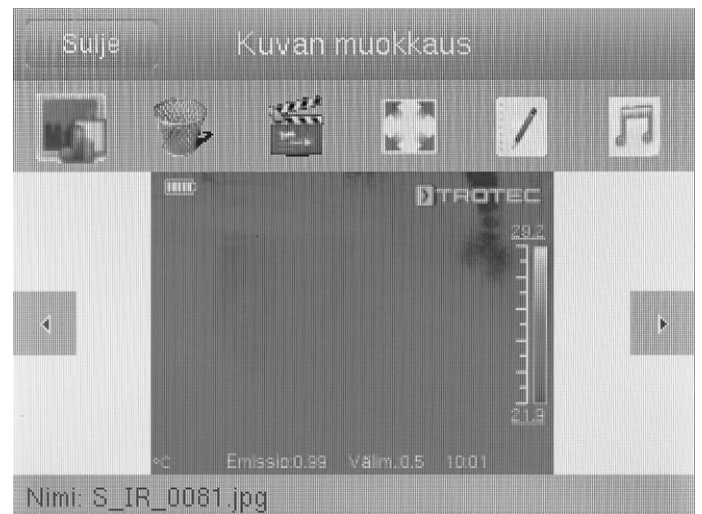 Sulje
Kuvan muokkaus
TROTEC
29.2
21.9
°C Emissio:0.99 Välim.:0.5 10:01
Nimi: S_IR_0081.jpg